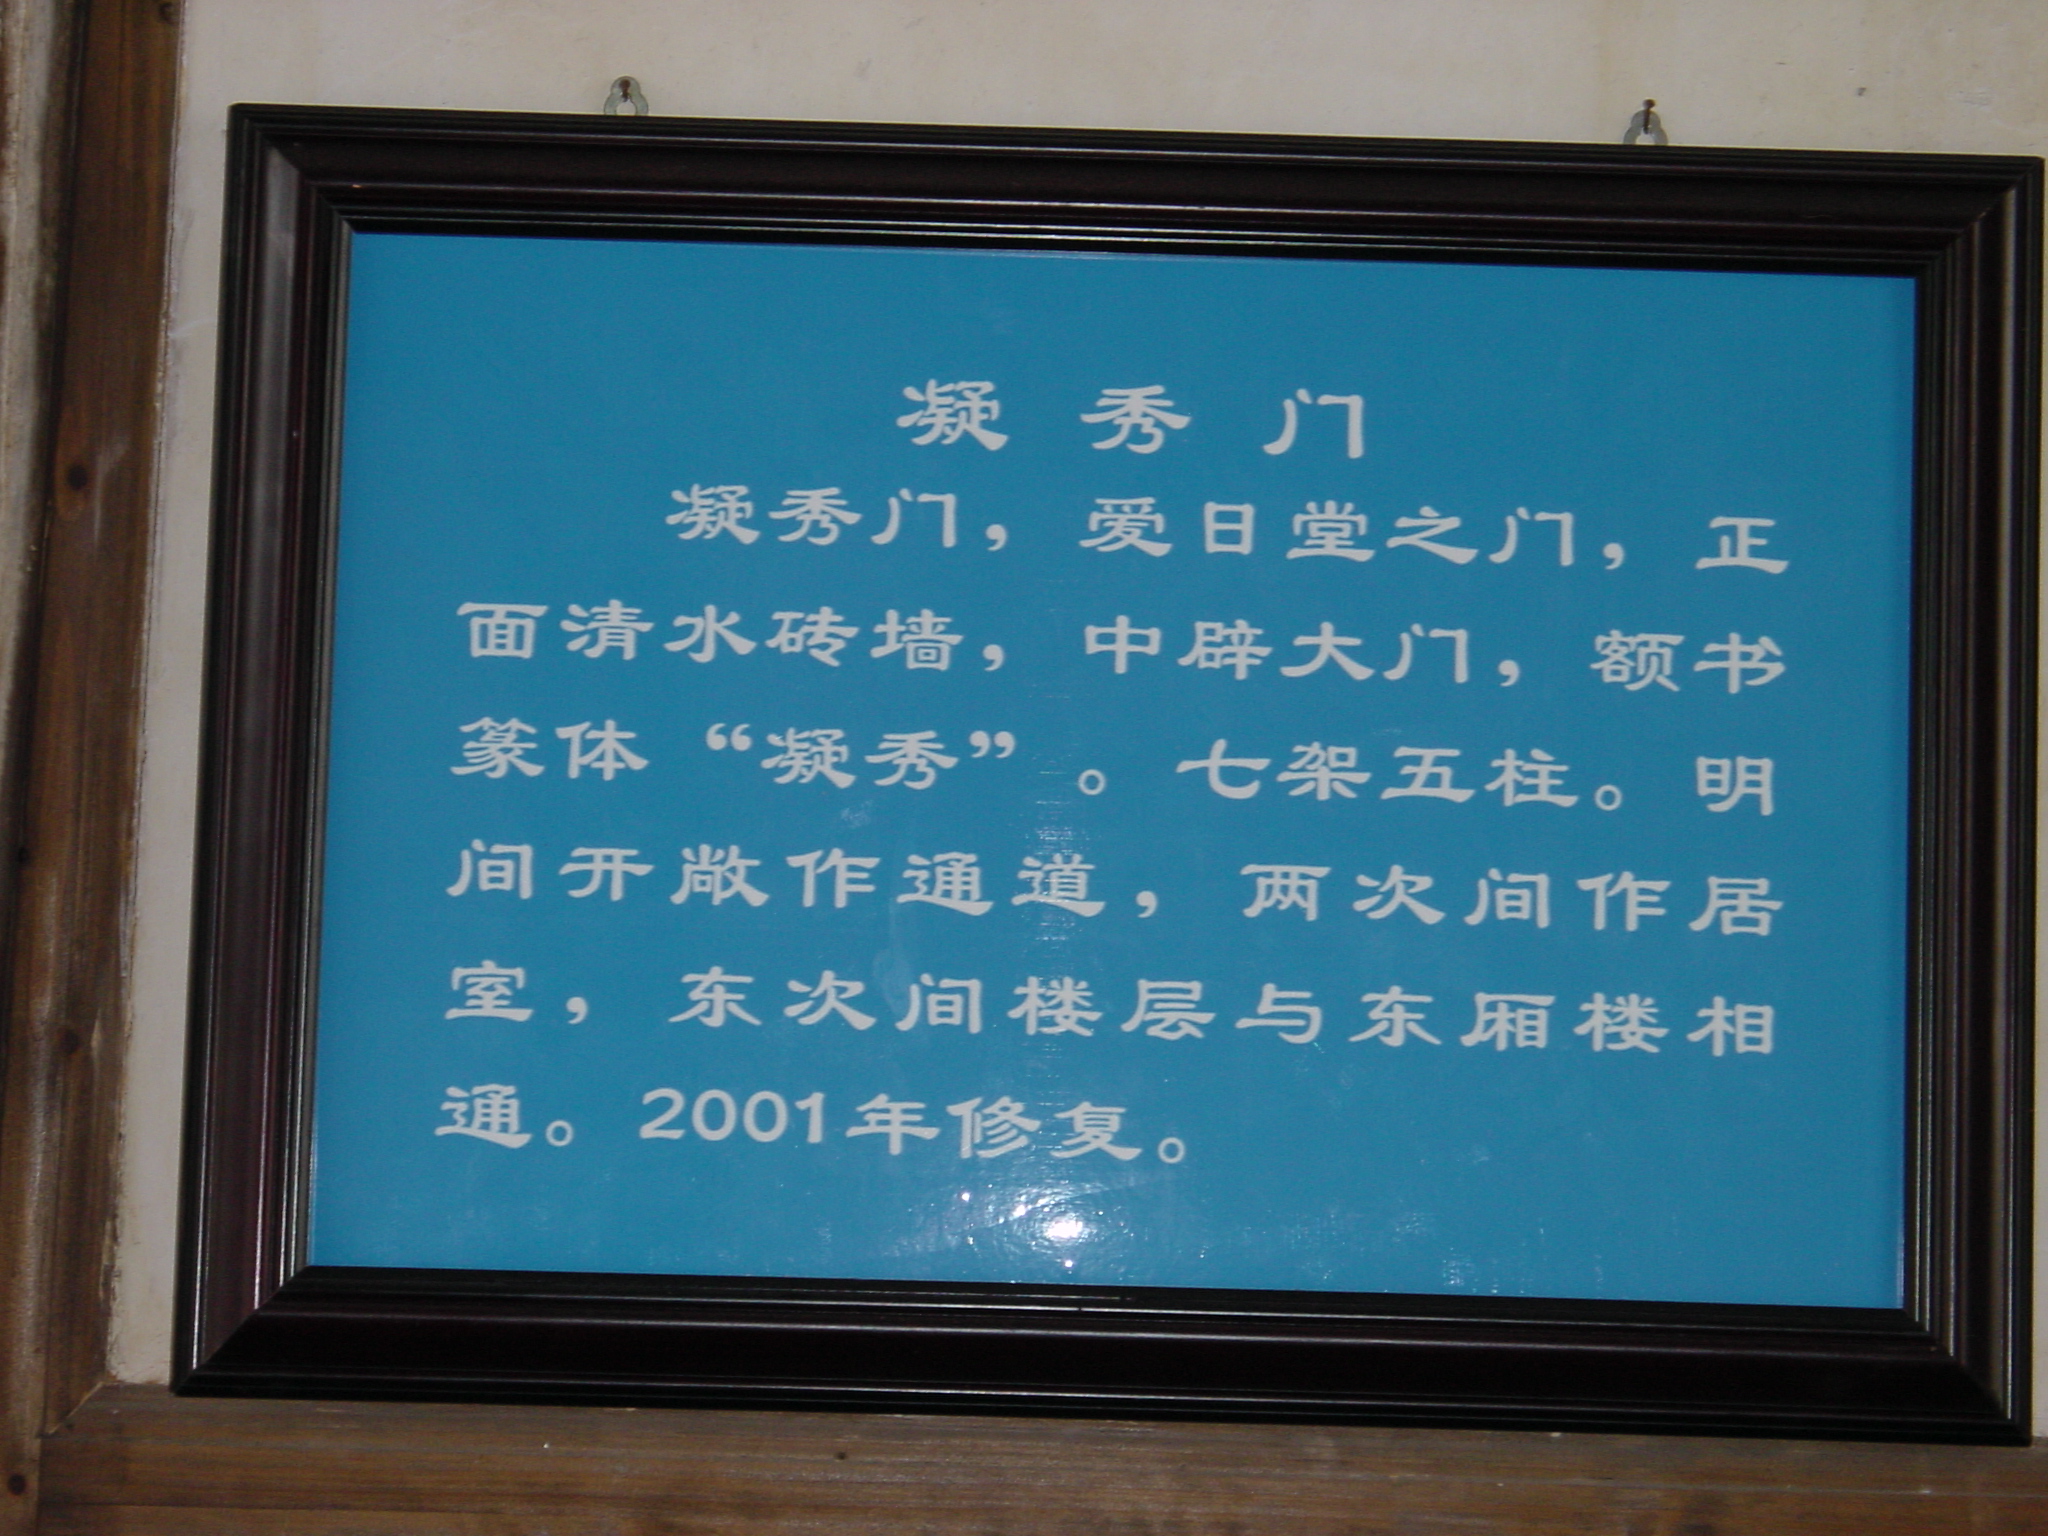 凝秀门
凝秀门，爱日堂之门，正
面清水砖墙，中辟大门，额书
篆体“凝秀”。七架五柱。明
间开敞作通道，两次间作居
室，东次间楼层与东厢楼相
通。2001年修复。